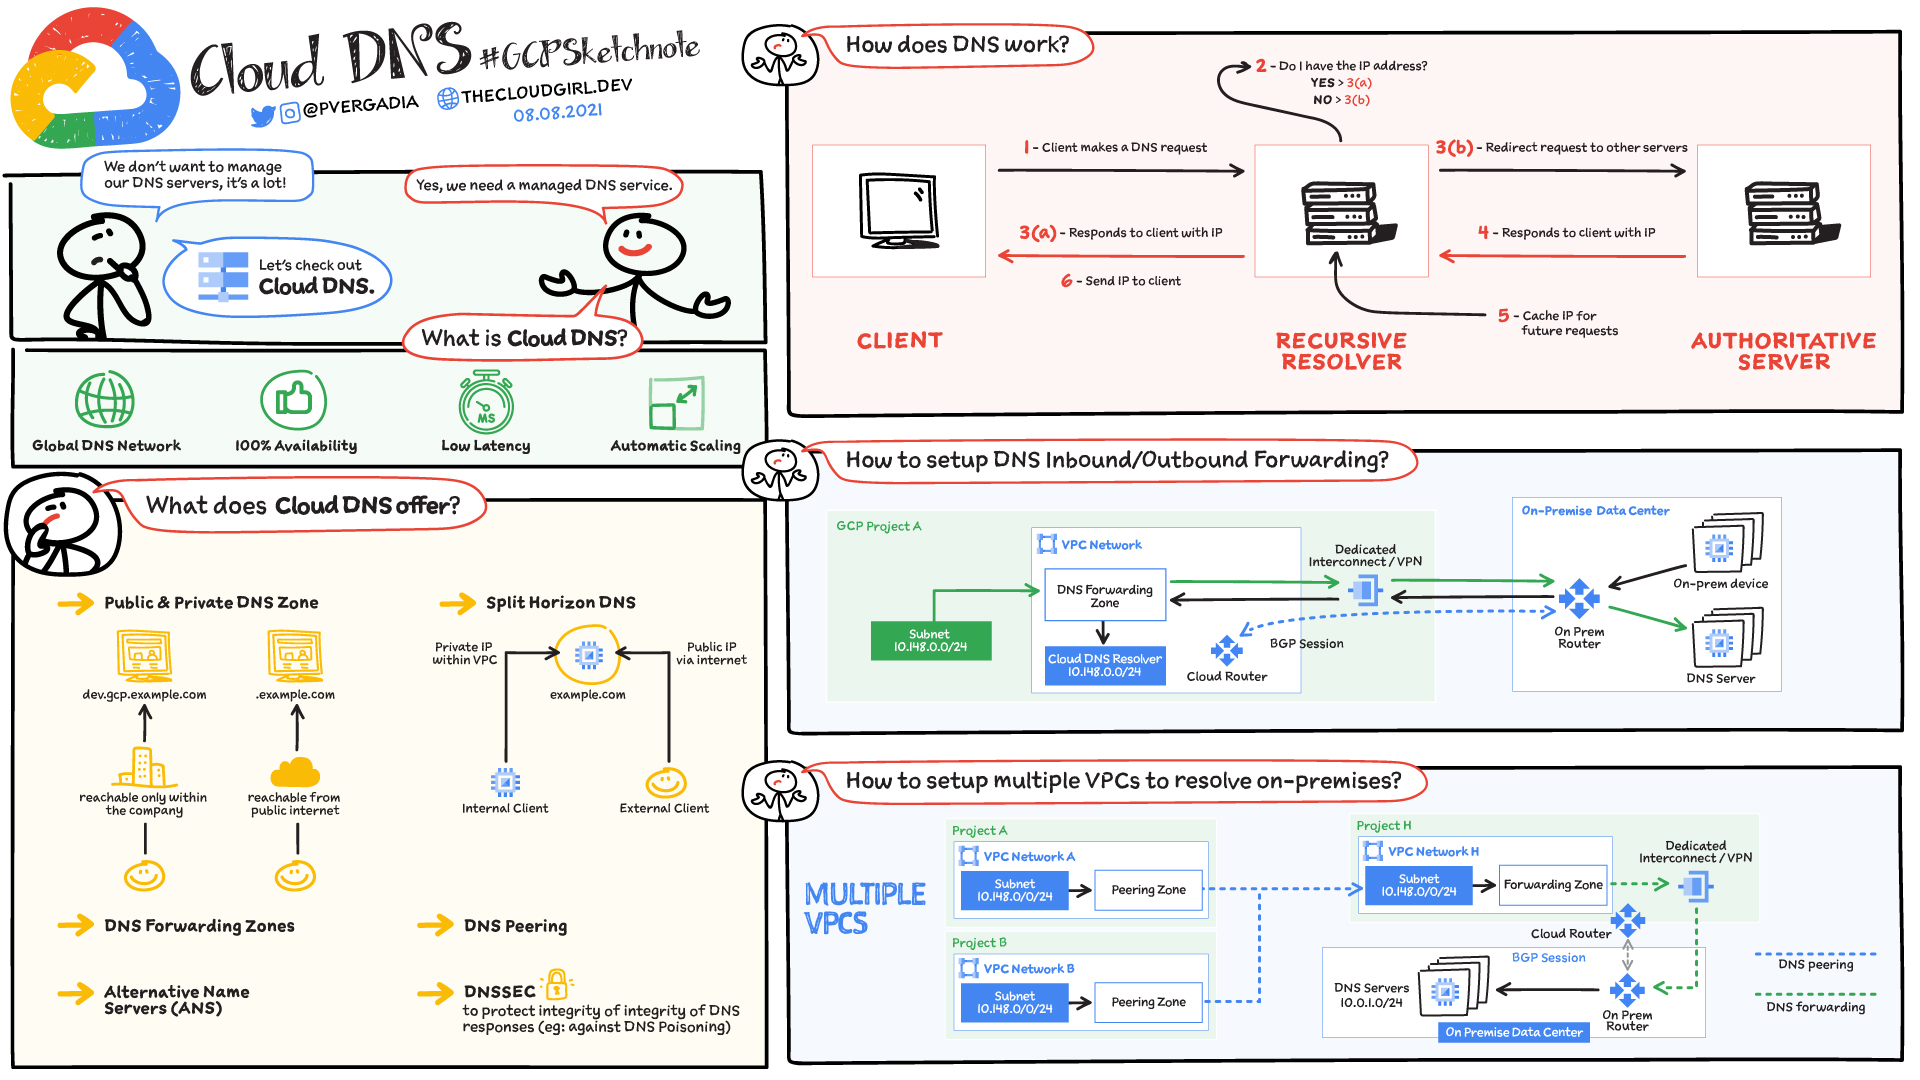 Cloud DNS #GCPSketchnote
@PVERGADIA THECLOUDGIRL.DEV
08.08.2021
We don't want to manage
our DNS servers, it's a lot!
Yes, we need a managed DNS service.
Let's check out
Cloud DNS.
What is Cloud DNS?
Global DNS Network
100% Availability
MS
Low Latency
Automatic Scaling
What does Cloud DNS offer?
Public & Private DNS Zone
dev.gcp.example.com
.example.com
reachable only within
the company
reachable from
public internet
Split Horizon DNS
Private IP
within VPC
Public IP
via internet
example.com
Internal Client
External Client
DNS Forwarding Zones
DNS Peering
Alternative Name
Servers (ANS)
DNSSEC
to protect integrity of integrity of DNS
responses (eg: against DNS Poisoning)
How does DNS work?
2 - Do I have the IP address?
YES > 3(a)
NO > 3(b)
1 - Client makes a DNS request
3(b) - Redirect request to other servers
3(a) - Responds to client with IP
4 - Responds to client with IP
6 - Send IP to client
5 - Cache IP for
future requests
CLIENT
RECURSIVE
RESOLVER
AUTHORITATIVE
SERVER
How to setup DNS Inbound/Outbound Forwarding?
GCP Project A
VPC Network
DNS Forwarding
Zone
Subnet
10.148.0.0/24
Cloud DNS Resolver
10.148.0.0/24
Cloud Router
BGP Session
Dedicated
Interconnect / VPN
On-Premise Data Center
On-prem device
On Prem
Router
DNS Server
How to setup multiple VPCs to resolve on-premises?
MULTIPLE
VPCS
Project A
VPC Network A
Subnet
10.148.0/0/24
Peering Zone
Project B
VPC Network B
Subnet
10.148.0/0/24
Peering Zone
Project H
VPC Network H
Subnet
10.148.0/0/24
Forwarding Zone
Dedicated
Interconnect / VPN
Cloud Router
BGP Session
DNS Servers
10.0.1.0/24
On Prem
Router
On Premise Data Center
DNS peering
DNS forwarding